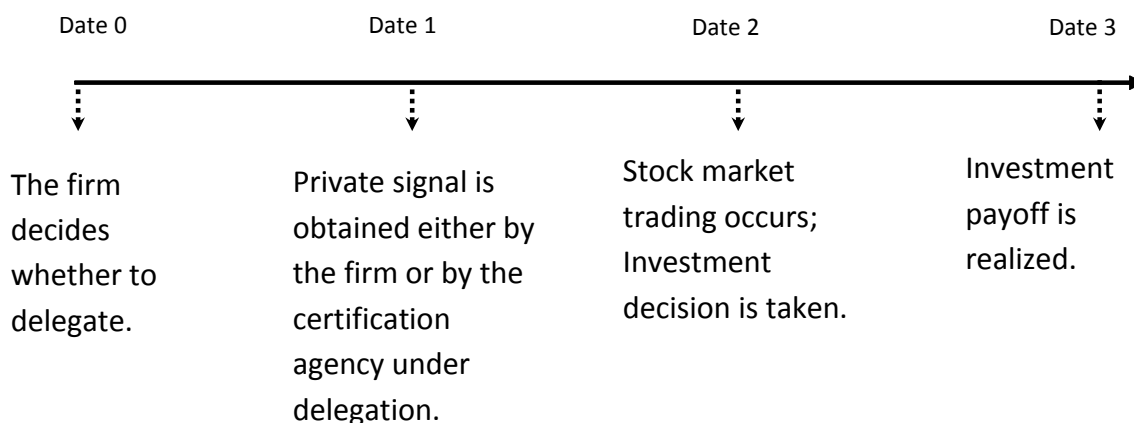 Date 0
Date 1
Date 2
Date 3
The firm
decides
whether to
delegate.
Private signal is
obtained either by
the firm or by the
certification
agency under
delegation.
Stock market
trading occurs;
Investment
decision is taken.
Investment
payoff is
realized.